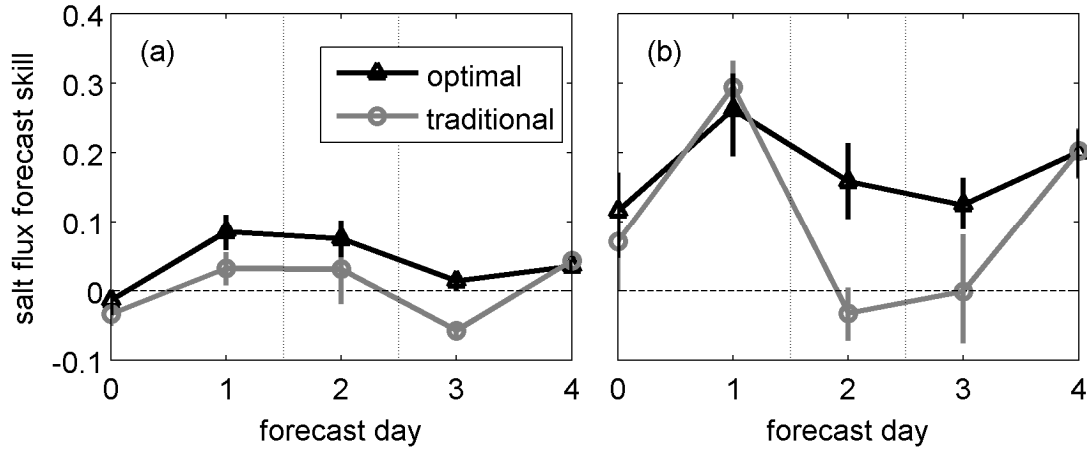 salt flux forecast skill
0.4
0.3
0.2
0.1
0
-0.1
(a)
optimal
traditional
0 1 2 3 4
forecast day
(b)
0 1 2 3 4
forecast day